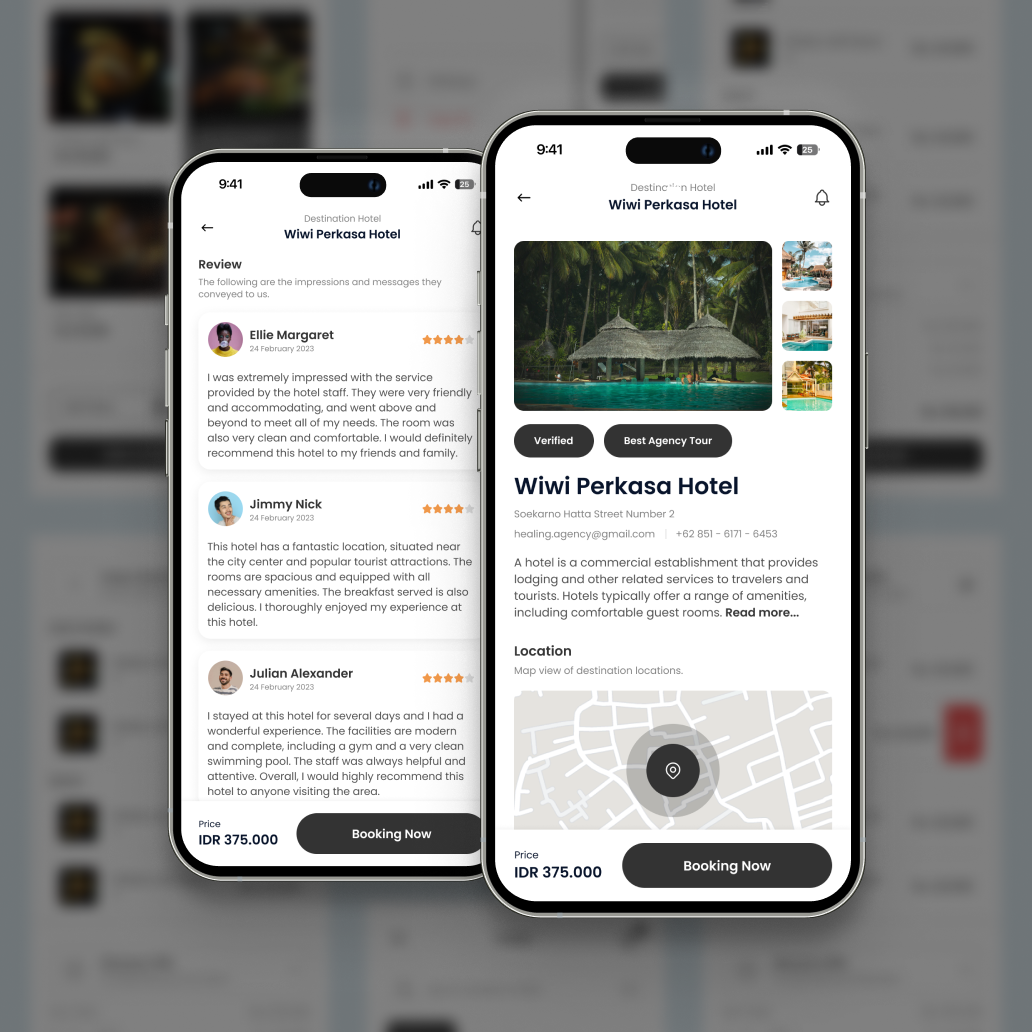 9:41
25
Destination Hotel
Wiwi Perkasa Hotel
Review
The following are the impressions and messages they
conveyed to us.
Ellie Margaret
24 February 2023
I was extremely impressed with the service
provided by the hotel staff. They were very friendly
and accommodating, and went above and
beyond to meet all of my needs. The room was
also very clean and comfortable. I would definitely
recommend this hotel to my friends and family.
Jimmy Nick
24 February 2023
This hotel has a fantastic location, situated near
the city center and popular tourist attractions. The
rooms are spacious and equipped with all
necessary amenities. The breakfast served is also
delicious. I thoroughly enjoyed my experience at
this hotel.
Julian Alexander
24 February 2023
I stayed at this hotel for several days and I had a
wonderful experience. The facilities are modern
and complete, including a gym and a very clean
swimming pool. The staff was always helpful and
attentive. Overall, I would highly recommend this
hotel to anyone visiting the area.
Price
IDR 375.000
Booking Now
9:41
25
Destination Hotel
Wiwi Perkasa Hotel
Verified
Best Agency Tour
Wiwi Perkasa Hotel
Soekarno Hatta Street Number 2
healing.agency@gmail.com | +62 851 - 6171 - 6453
A hotel is a commercial establishment that provides
lodging and other related services to travelers and
tourists. Hotels typically offer a range of amenities,
including comfortable guest rooms. Read more...
Location
Map view of destination locations.
Price
IDR 375.000
Booking Now